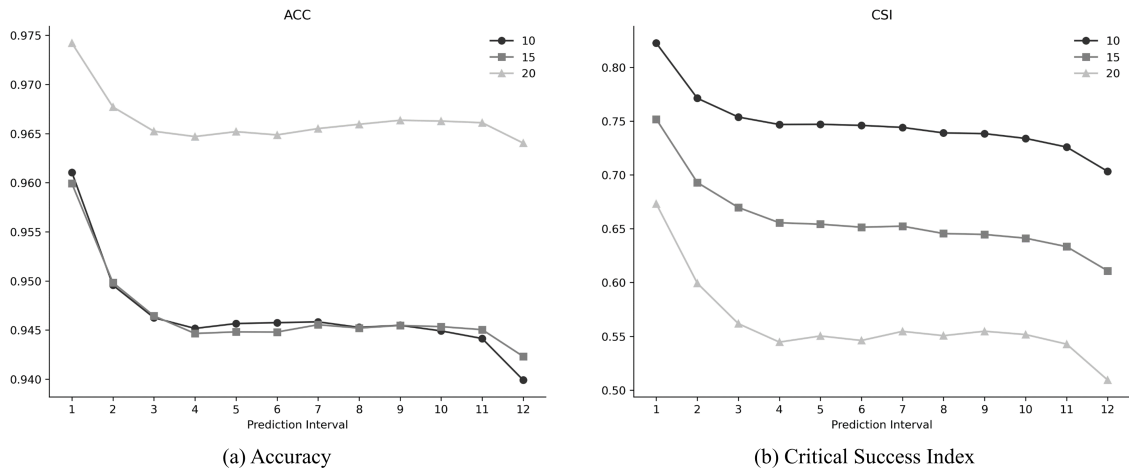 ACC
10
15
20
0.975
0.970
0.965
0.960
0.955
0.950
0.945
0.940
1 2 3 4 5 6 7 8 9 10 11 12
Prediction Interval
(a) Accuracy
CSI
10
15
20
0.80
0.75
0.70
0.65
0.60
0.55
0.50
1 2 3 4 5 6 7 8 9 10 11 12
Prediction Interval
(b) Critical Success Index